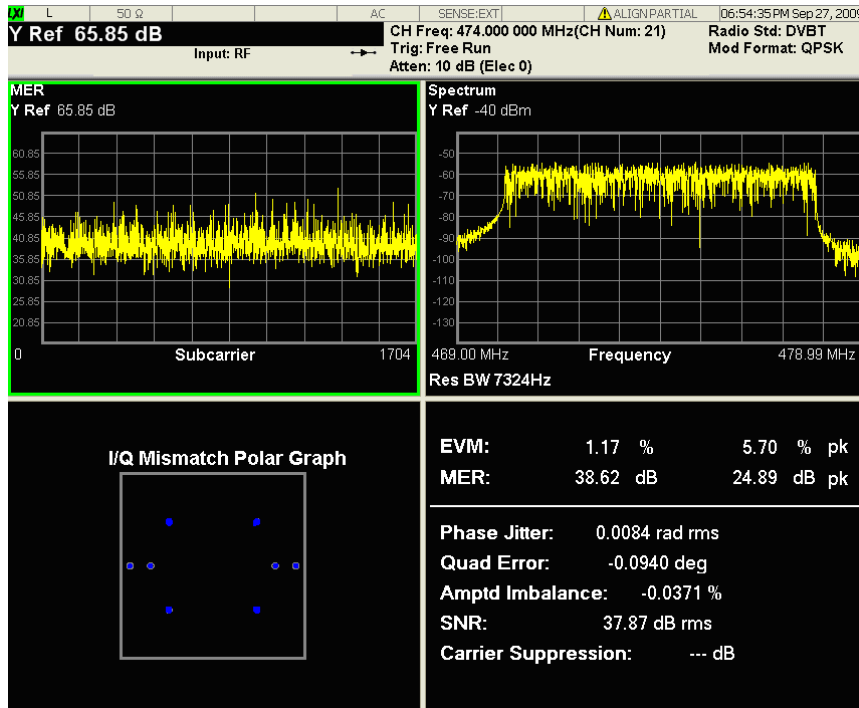 LXI L 50 Ω AC SENSE:EXT ALIGN PARTIAL 06:54:35 PM Sep 27, 2009
Y Ref 65.85 dB
Input: RF
CH Freq: 474.000 000 MHz(CH Num: 21)
Trig: Free Run
Atten: 10 dB (Elec 0)
Radio Std: DVBT
Mod Format: QPSK
MER
Y Ref 65.85 dB
60.85
55.85
50.85
45.85
40.85
35.85
30.85
25.85
20.85
0 Subcarrier 1704
Spectrum
Y Ref -40 dBm
-50
-60
-70
-80
-90
-100
-110
-120
-130
469.00 MHz Frequency 478.99 MHz
Res BW 7324Hz
I/Q Mismatch Polar Graph
EVM: 1.17 % 5.70 % pk
MER: 38.62 dB 24.89 dB pk
Phase Jitter: 0.0084 rad rms
Quad Error: -0.0940 deg
Amptd Imbalance: -0.0371 %
SNR: 37.87 dB rms
Carrier Suppression: --- dB